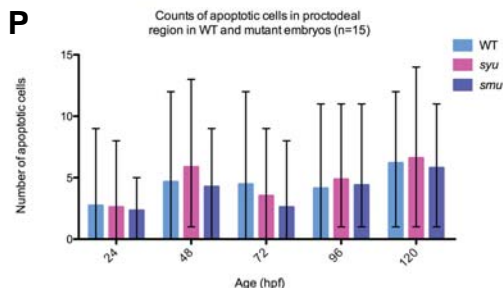 P
Counts of apoptotic cells in proctodeal
region in WT and mutant embryos (n=15)
WT
syu
smu
Number of apoptotic cells
15
10
5
0
24
48
72
96
120
Age (hpf)